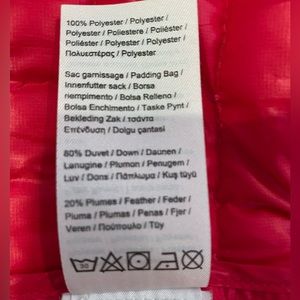 100% Polyester / Polyester /
Polyester / Poliestere / Poliéster /
Poliéster / Polyester / Polyester /
Πολυεστέρας / Polyester
Sac garnissage / Padding Bag /
Innenfutter sack / Borsa
riempimento / Bolsa Relleno /
Bolsa Enchimento / Taske Pynt /
Bekleding Zak / τσάντα
Επένδυση / Dolgu çantasi
80% Duvet / Down / Daunen /
Lanugine / Plumon / Penugem /
Luv / Dons / Πάπλωμα / Kuş tüyü
20% Plumes / Feather / Feder /
Piuma / Plumas / Penas / Fjer /
Veren / Πούπουλο / Tüy
30